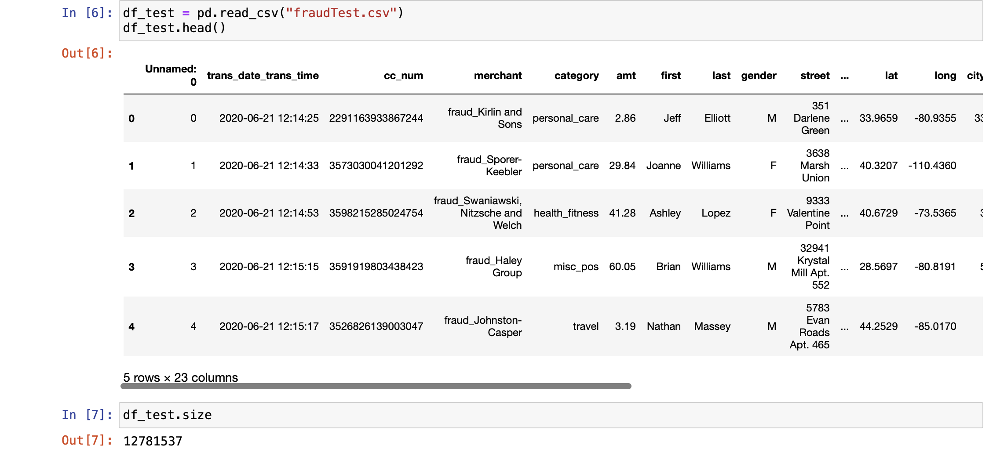 In [6]: df_test = pd.read_csv("fraudTest.csv")
df_test.head()
Out[6]:
Unnamed: 0 trans_date_trans_time cc_num merchant category amt first last gender street ... lat long city
0 0 2020-06-21 12:14:25 2291163933867244 fraud_Kirlin and Sons personal_care 2.86 Jeff Elliott M 351 Darlene Green ... 33.9659 -80.9355 33
1 1 2020-06-21 12:14:33 3573030041201292 fraud_Sporer-Keebler personal_care 29.84 Joanne Williams F 3638 Marsh Union ... 40.3207 -110.4360
2 2 2020-06-21 12:14:53 3598215285024754 fraud_Swaniawski, Nitzsche and Welch health_fitness 41.28 Ashley Lopez F 9333 Valentine Point ... 40.6729 -73.5365
3 3 2020-06-21 12:15:15 3591919803438423 fraud_Haley Group misc_pos 60.05 Brian Williams M 32941 Krystal Mill Apt. 552 ... 28.5697 -80.8191
4 4 2020-06-21 12:15:17 3526826139003047 fraud_Johnston-Casper travel 3.19 Nathan Massey M 5783 Evan Roads Apt. 465 ... 44.2529 -85.0170
5 rows × 23 columns
In [7]: df_test.size
Out[7]: 12781537